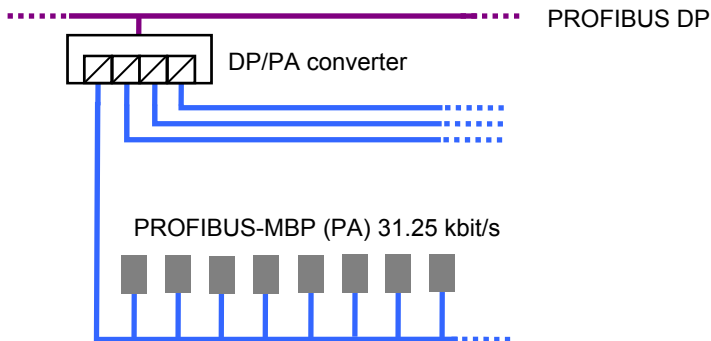 PROFIBUS DP
DP/PA converter
PROFIBUS-MBP (PA) 31.25 kbit/s